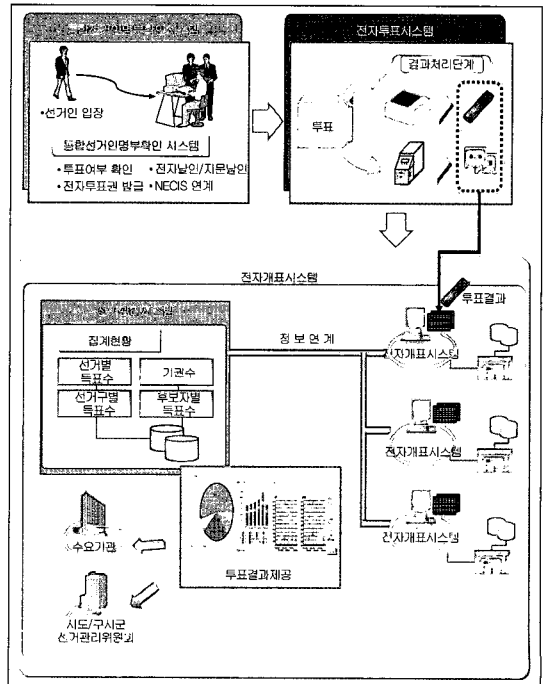 전자투표시스템
결과처리단계
투표
•선거인 입장
통합선거인명부확인 시스템
•투표여부 확인 •전자날인/지문날인
•전자투표권 발급 •NECIS 연계
전자개표시스템
투표결과
집계현황
정보연계
전자개표시스템
선거별
득표수
기권수
선거구별
득표수
후보자별
득표수
전자개표시스템
전자개표시스템
수요기관
투표결과제공
시도/구시군
선거관리위원회